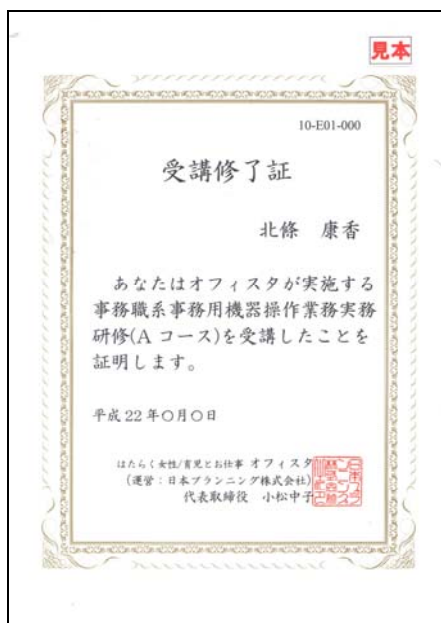 見本
10-E01-000
受講修了証
北條 康香
あなたはオフィスタが実施する
事務職系事務用機器操作業務実務
研修(A コース)を受講したことを
証明します。
平成 22 年〇月〇日
はたらく女性/育児とお仕事 オフィスタ
(運営：日本プランニング株式会社)
代表取締役 小松中子